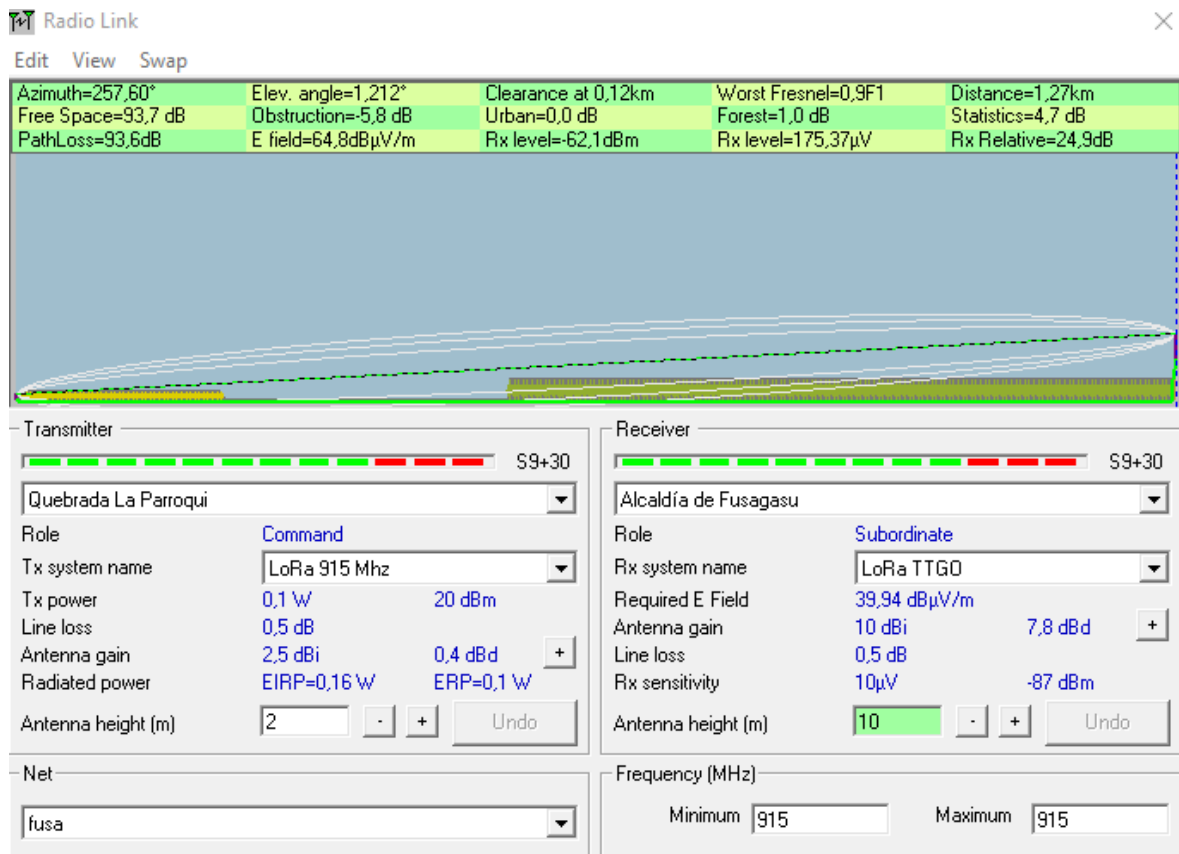 Radio Link
Edit View Swap
Azimuth=257,60° Elev. angle=1,212° Clearance at 0,12km Worst Fresnel=0,9F1 Distance=1,27km
Free Space=93,7 dB Obstruction=-5,8 dB Urban=0,0 dB Forest=1,0 dB Statistics=4,7 dB
PathLoss=93,6dB E field=64,8dBµV/m Rx level=-62,1dBm Rx level=175,37µV Rx Relative=24,9dB
Transmitter Receiver
S9+30 S9+30
Quebrada La Parroqui Alcaldía de Fusagasu
Role Command Role Subordinate
Tx system name LoRa 915 Mhz Rx system name LoRa TTGO
Tx power 0,1 W 20 dBm Required E Field 39,94 dBµV/m
Line loss 0,5 dB Antenna gain 10 dBi 7,8 dBd +
Antenna gain 2,5 dBi 0,4 dBd + Line loss 0,5 dB
Radiated power EIRP=0,16 W ERP=0,1 W Rx sensitivity 10µV -87 dBm
Antenna height (m) 2 - + Undo Antenna height (m) 10 - + Undo
Net Frequency (MHz)
fusa Minimum 915 Maximum 915